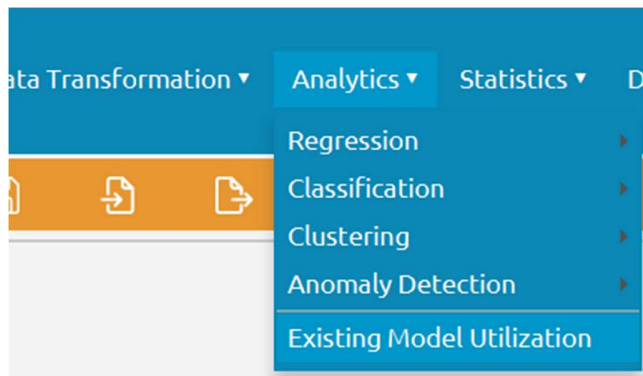 ata Transformation ▾ Analytics ▾ Statistics ▾ D
Regression
Classification
Clustering
Anomaly Detection
Existing Model Utilization